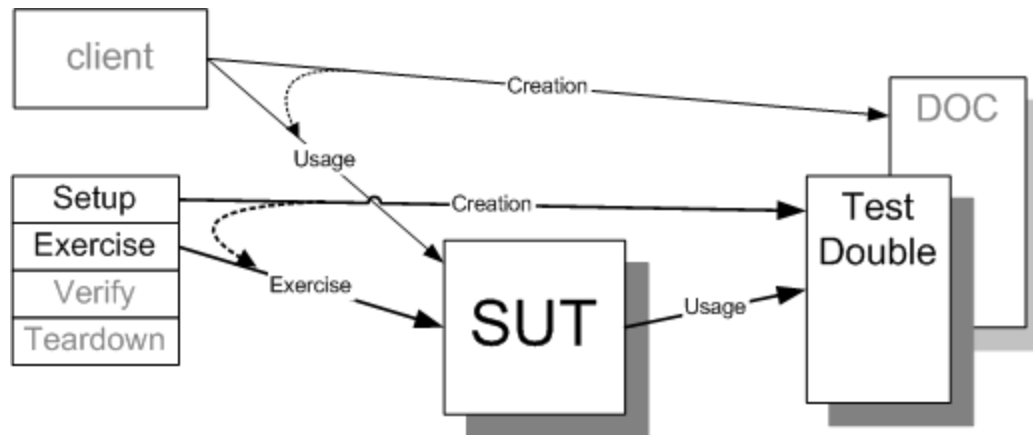 client
Creation
DOC
Usage
Setup
Creation
Test
Double
Exercise
Exercise
Verify
SUT
Usage
Teardown